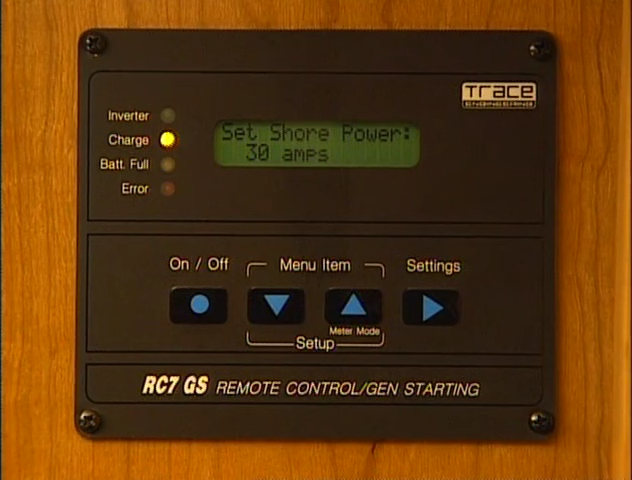 TRACE
ENGINEERING
Inverter
Charge
Batt. Full
Error
Set Shore Power:
30 amps
On / Off
Menu Item
Settings
Meter Mode
Setup
RC7 GS REMOTE CONTROL/GEN STARTING